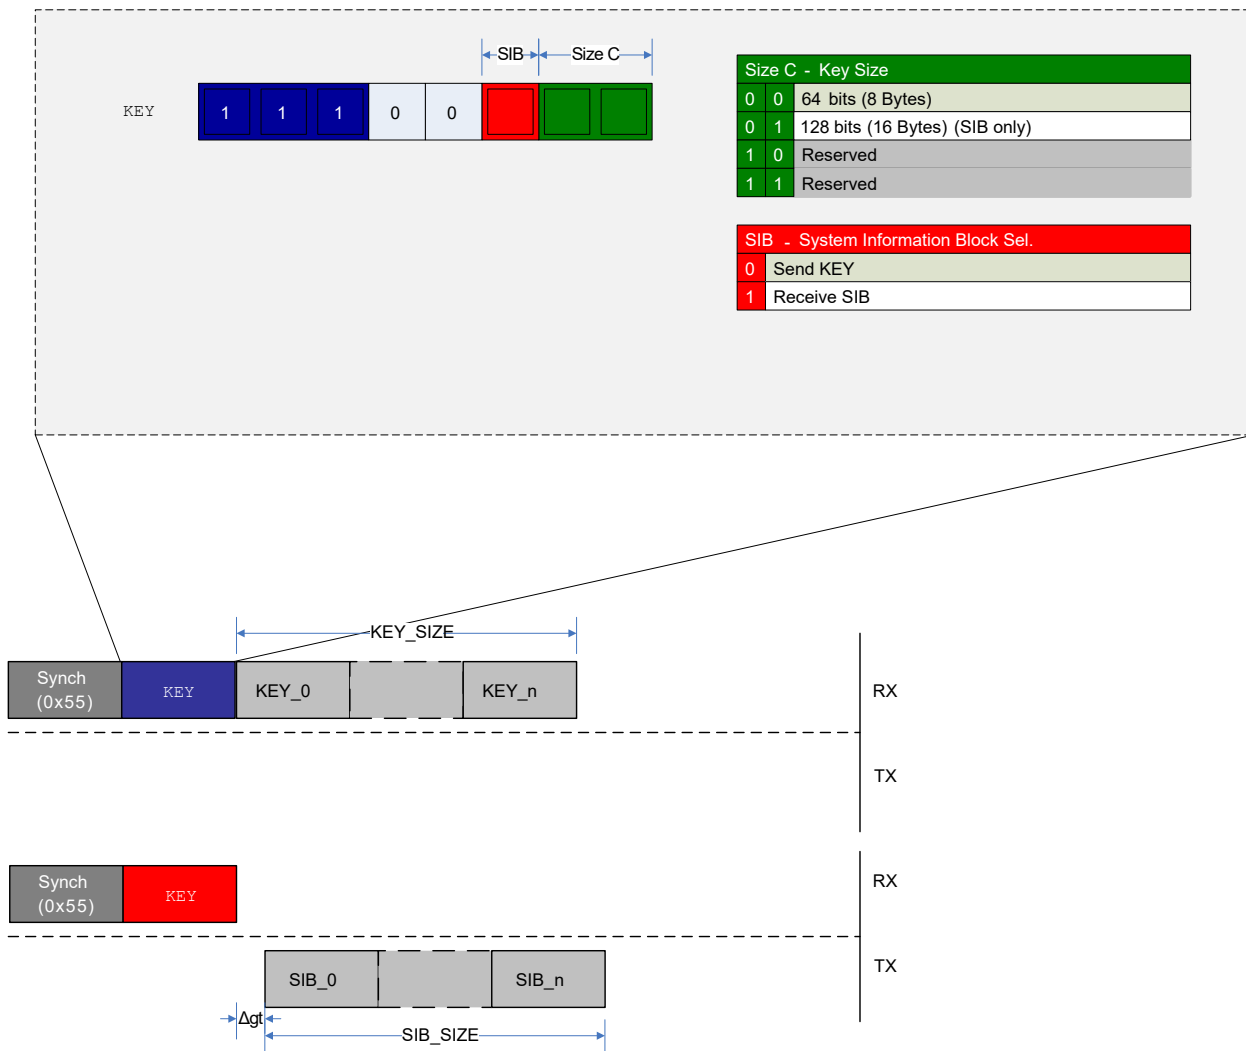 SIB Size C
KEY 1 1 1 0 0
Size C - Key Size
0 0 64 bits (8 Bytes)
0 1 128 bits (16 Bytes) (SIB only)
1 0 Reserved
1 1 Reserved
SIB - System Information Block Sel.
0 Send KEY
1 Receive SIB
KEY_SIZE
Synch
(0x55)
KEY
KEY_0
KEY_n
RX
TX
Synch
(0x55)
KEY
RX
SIB_0
SIB_n
TX
Δgt
SIB_SIZE